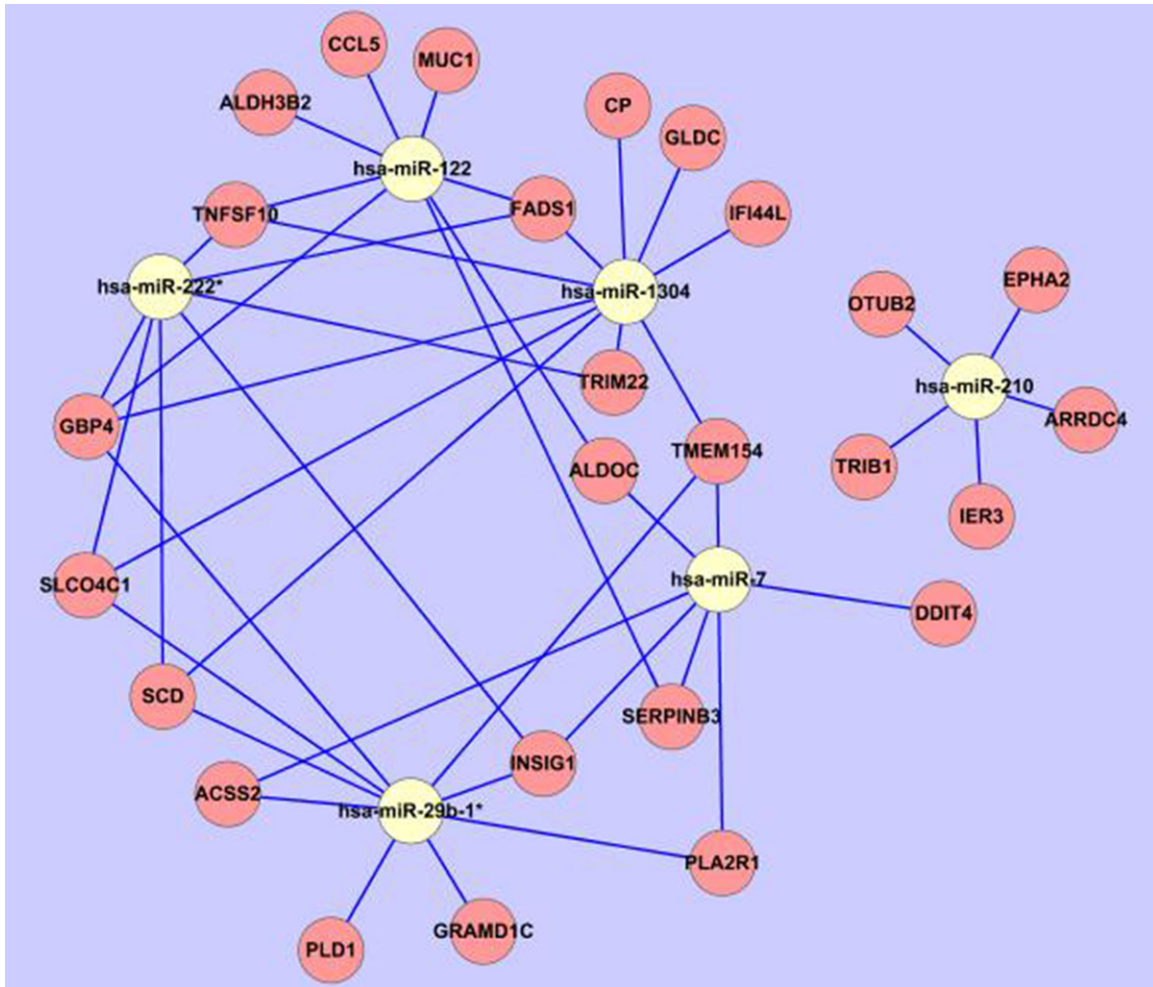 CCL5
MUC1
ALDH3B2
CP
GLDC
hsa-miR-122
TNFSF10
FADS1
IFI44L
hsa-miR-222*
hsa-miR-1304
EPHA2
OTUB2
TRIM22
hsa-miR-210
GBP4
ARRDC4
TMEM154
ALDOC
TRIB1
IER3
SLCO4C1
hsa-miR-7
DDIT4
SCD
SERPINB3
INSIG1
ACSS2
hsa-miR-29b-1*
PLA2R1
GRAMD1C
PLD1